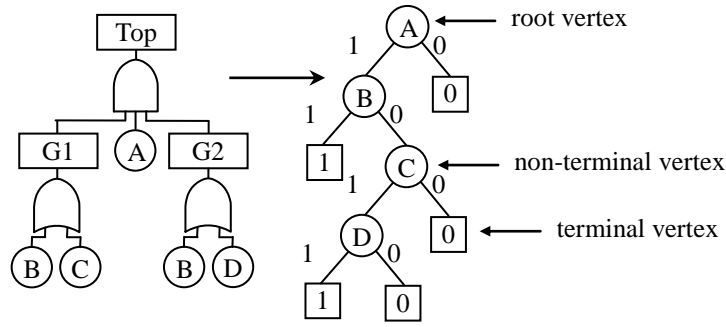 Top
G1
A
G2
B
C
B
D
A
root vertex
1
0
B
0
1
0
1
C
non-terminal vertex
1
0
D
0
terminal vertex
1
0
1
0